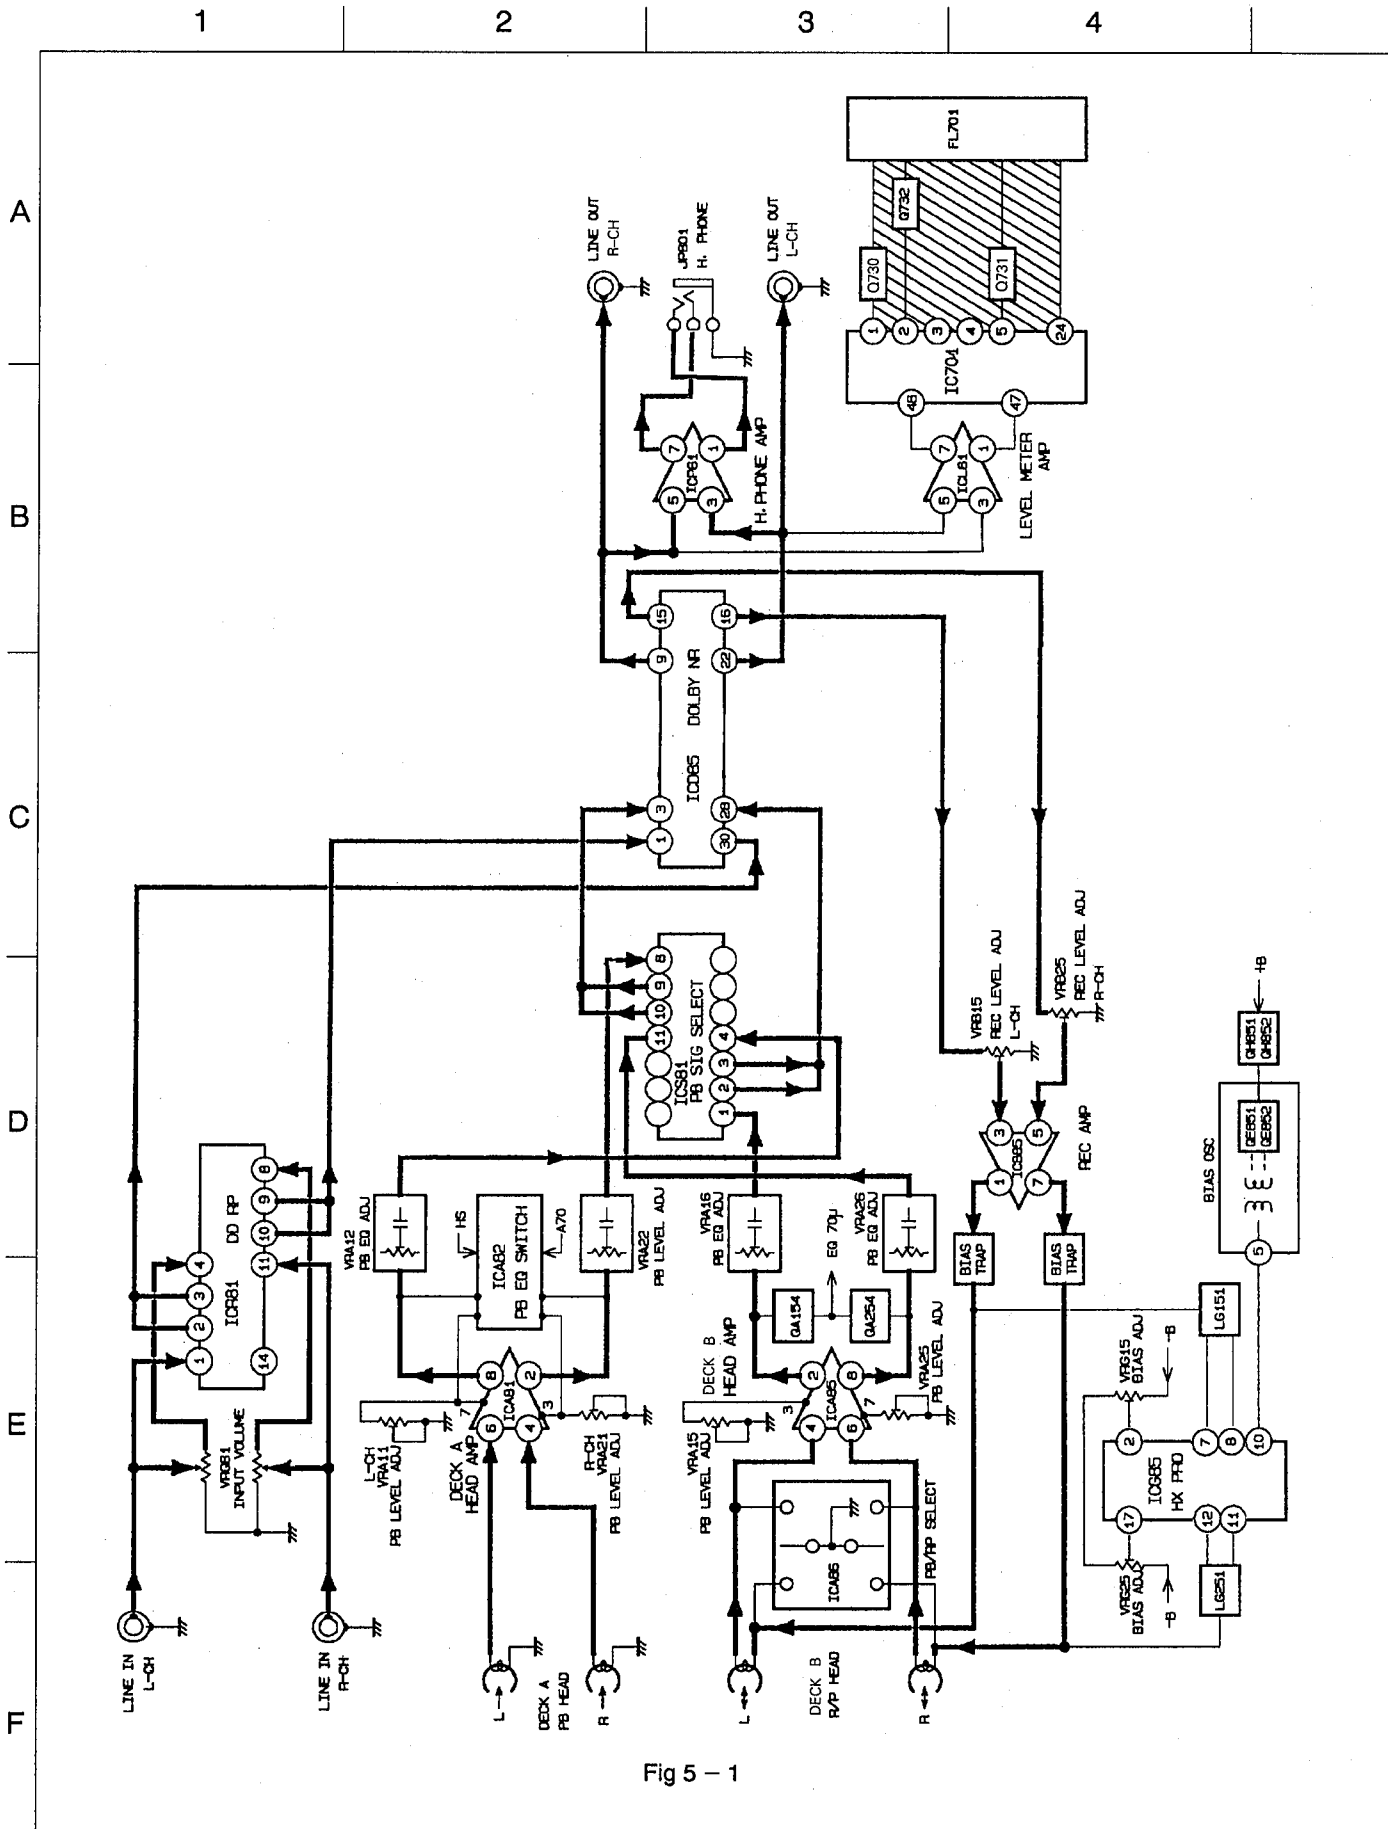 1
2
3
4
A
B
C
D
E
F
FL701
Q732
Q730
Q731
1
2
3
4
5
24
IC701
48
47
7
1
ICL81
5
3
LEVEL METER
AMP
LINE OUT
R-CH
JP801
H. PHONE
LINE OUT
L-CH
7
1
ICP81
5
3
H. PHONE AMP
15
16
9
22
ICD85 DOLBY NR
3
28
1
30
8
9
10
11
ICS81
PB SIG SELECT
4
3
2
1
VRB15
REC LEVEL ADJ
L-CH
VRB25
REC LEVEL ADJ
R-CH
3
5
1
7
REC AMP
BIAS
TRAP
BIAS
TRAP
+B
QH851
QH852
QE851
QE852
BIAS OSC
5
LG151
VRG15
BIAS ADJ
-B
2
7
8
10
ICG85
HX PRO
17
12
11
VRG25
BIAS ADJ
-B
LG251
8
9
10
11
14
DD RP
ICR81
4
3
2
1
INPUT VOLUME
LINE IN
L-CH
LINE IN
R-CH
VRA12
PB EQ ADJ
HS
ICA82
PB EQ SWITCH
A70
VRA22
PB LEVEL ADJ
8
2
ICA81
6
4
7
3
L-CH
VRA11
PB LEVEL ADJ
DECK A
HEAD AMP
R-CH
VRA21
PB LEVEL ADJ
L
DECK A
PB HEAD
R
VRA16
PB EQ ADJ
EQ 70μ
VRA26
PB EQ ADJ
QA154
QA254
DECK B
HEAD AMP
2
8
ICA85
4
6
3
7
VRA25
PB LEVEL ADJ
VRA15
PB LEVEL ADJ
ICA86
PB/RP SELECT
L
DECK B
R/P HEAD
R
Fig 5 – 1